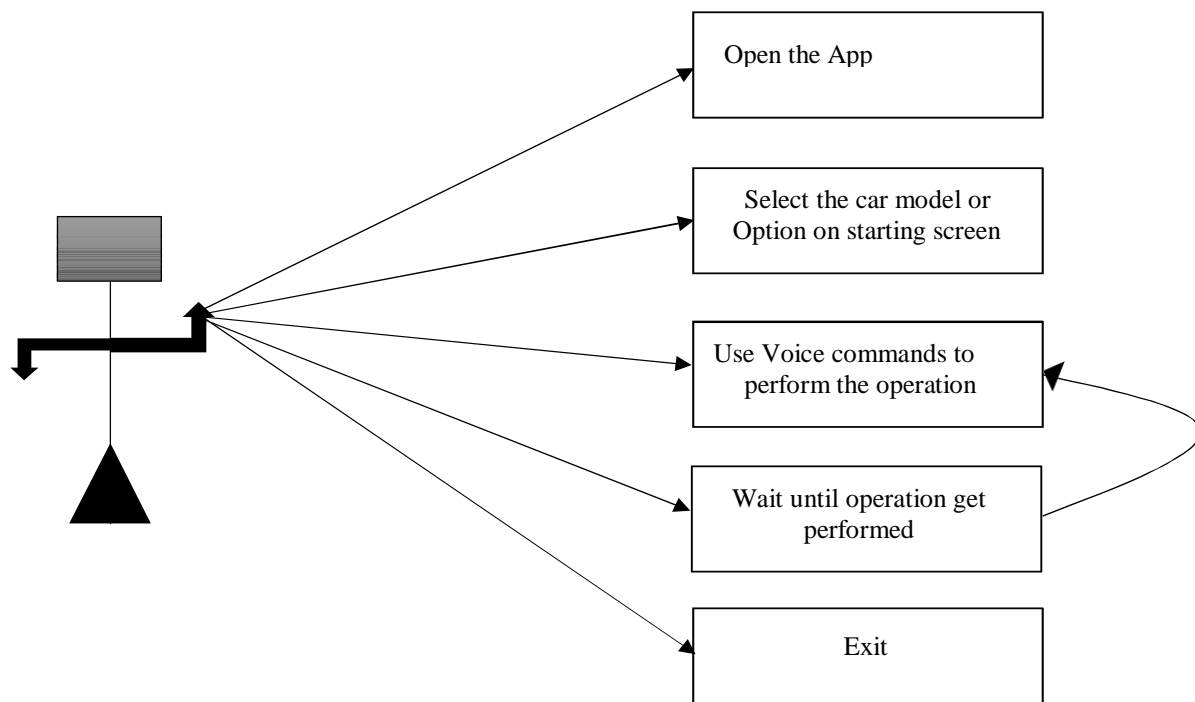 Open the App
Select the car model or
Option on starting screen
Use Voice commands to
perform the operation
Wait until operation get
performed
Exit